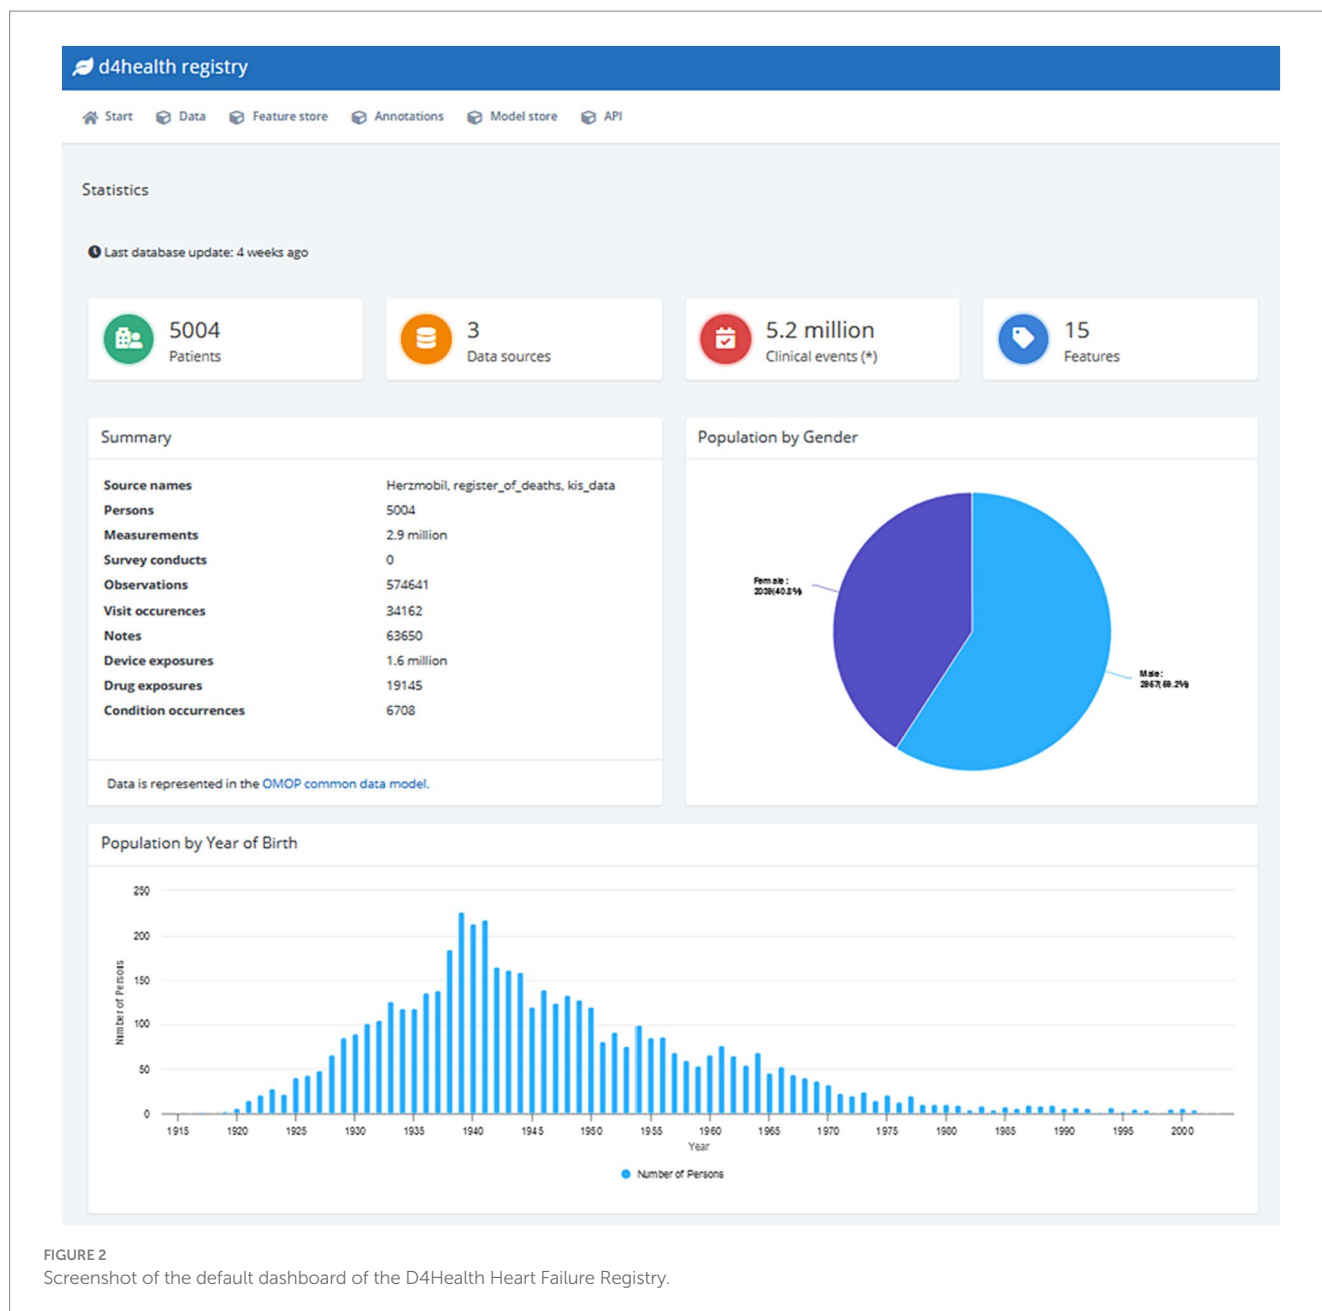 d4health registry
Start Data Feature store Annotations Model store API
Statistics
Last database update: 4 weeks ago
5004
Patients
3
Data sources
5.2 million
Clinical events (*)
15
Features
Summary
Source names Herzmobil, register_of_deaths, kis_data
Persons 5004
Measurements 2.9 million
Survey conducts 0
Observations 574641
Visit occurences 34162
Notes 63650
Device exposures 1.6 million
Drug exposures 19145
Condition occurrences 6708
Data is represented in the OMOP common data model.
Population by Gender
Female :
Male :
Population by Year of Birth
250
200
150
100
50
0
Number of Persons
1915 1920 1925 1930 1935 1940 1945 1950 1955 1960 1965 1970 1975 1980 1985 1990 1995 2000
Year
Number of Persons
FIGURE 2
Screenshot of the default dashboard of the D4Health Heart Failure Registry.